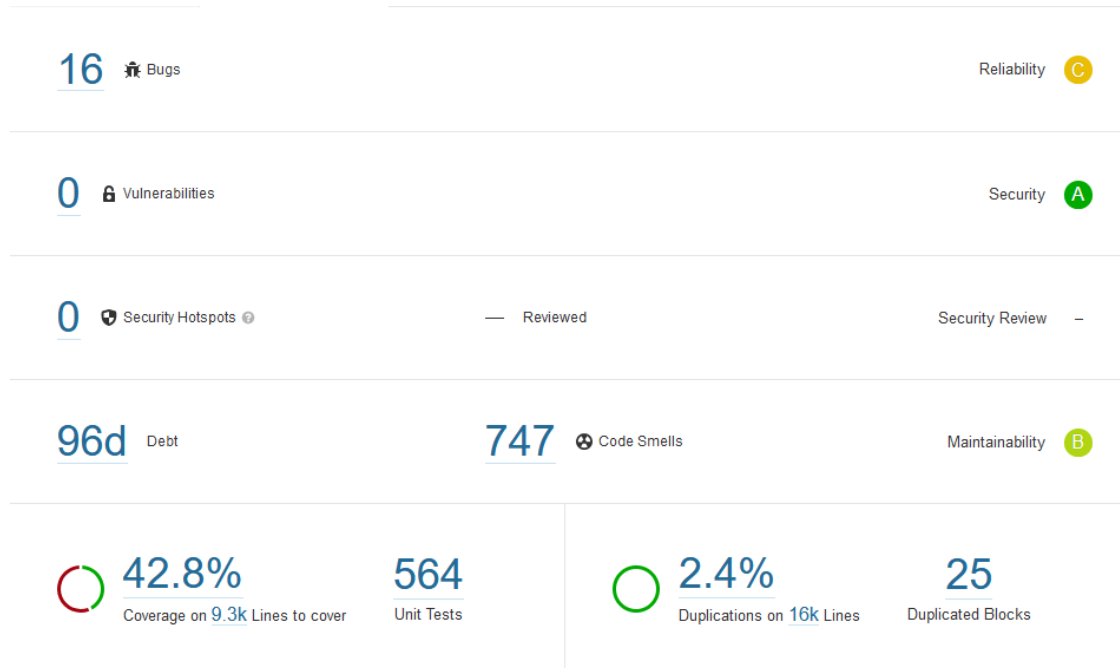 16 Bugs Reliability C
0 Vulnerabilities Security A
0 Security Hotspots ? — Reviewed Security Review –
96d Debt 747 Code Smells Maintainability B
42.8% 564 2.4% 25
Coverage on 9.3k Lines to cover Unit Tests Duplications on 16k Lines Duplicated Blocks